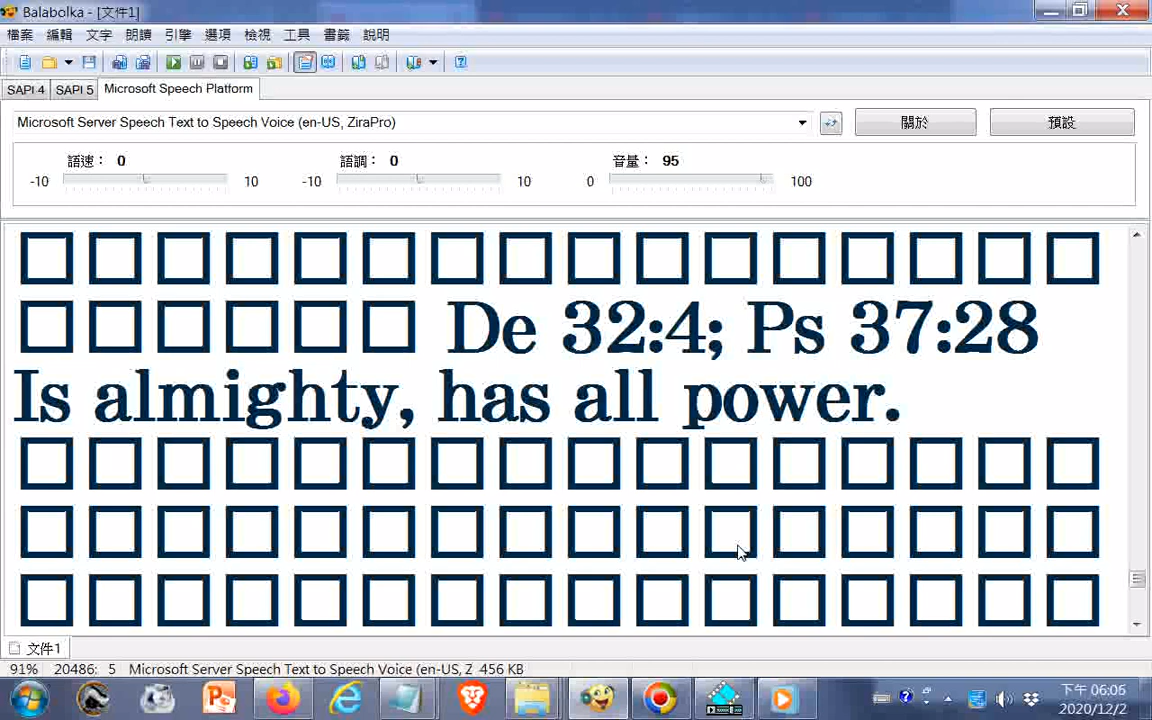 Balabolka - [文件1]
檔案 編輯 文字 朗讀 引擎 選項 檢視 工具 書籤 說明
SAPI 4 SAPI 5 Microsoft Speech Platform
Microsoft Server Speech Text to Speech Voice (en-US, ZiraPro) 關於 預設
語速： 0 語調： 0 音量： 95
-10 10 -10 10 0 100
□□□□□□□□□□□□□□□□
□□□□□□ De 32:4; Ps 37:28
Is almighty, has all power.
□□□□□□□□□□□□□□□□
□□□□□□□□□□□□□□□□
□□□□□□□□□□□□□□□□
文件1
91% 20486: 5 Microsoft Server Speech Text to Speech Voice (en-US, Z 456 KB
下午 06:06
2020/12/2